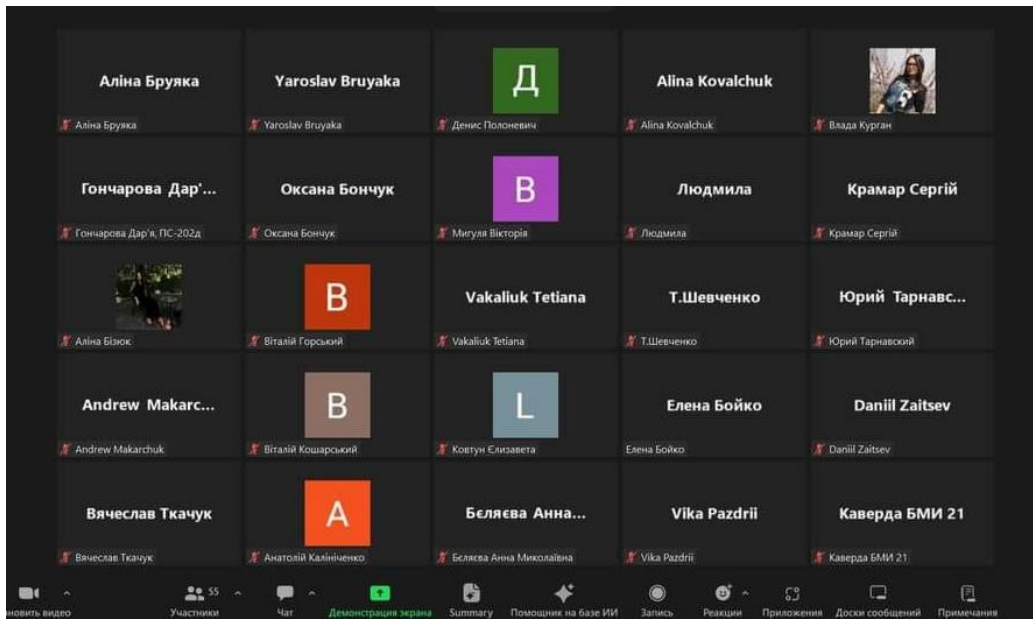 Аліна Бруяка
Yaroslav Bruyaka
Д
Alina Kovalchuk
Аліна Бруяка
Yaroslav Bruyaka
Денис Полоневич
Alina Kovalchuk
Влада Курган
Гончарова Дар'...
Оксана Бончук
В
Людмила
Крамар Сергій
Гончарова Дар'я, ПС-202д
Оксана Бончук
Мигуля Вікторія
Людмила
Крамар Сергій
В
Vakaliuk Tetiana
Т.Шевченко
Юрий Тарнавс...
Аліна Бізюк
Віталій Горський
Vakaliuk Tetiana
Т.Шевченко
Юрий Тарнавский
Andrew Makarc...
В
L
Елена Бойко
Daniil Zaitsev
Andrew Makarchuk
Віталій Кошарський
Ковтун Єлизавета
Елена Бойко
Daniil Zaitsev
Вячеслав Ткачук
А
Бєляєва Анна...
Vika Pazdrii
Каверда БМИ 21
Вячеслав Ткачук
Анатолій Калініченко
Бєляєва Анна Миколаївна
Vika Pazdrii
Каверда БМИ 21
55
новить видео
Участники
Чат
Демонстрация экрана
Summary
Помощник на базе ИИ
Запись
Реакции
Приложения
Доски сообщений
Примечания